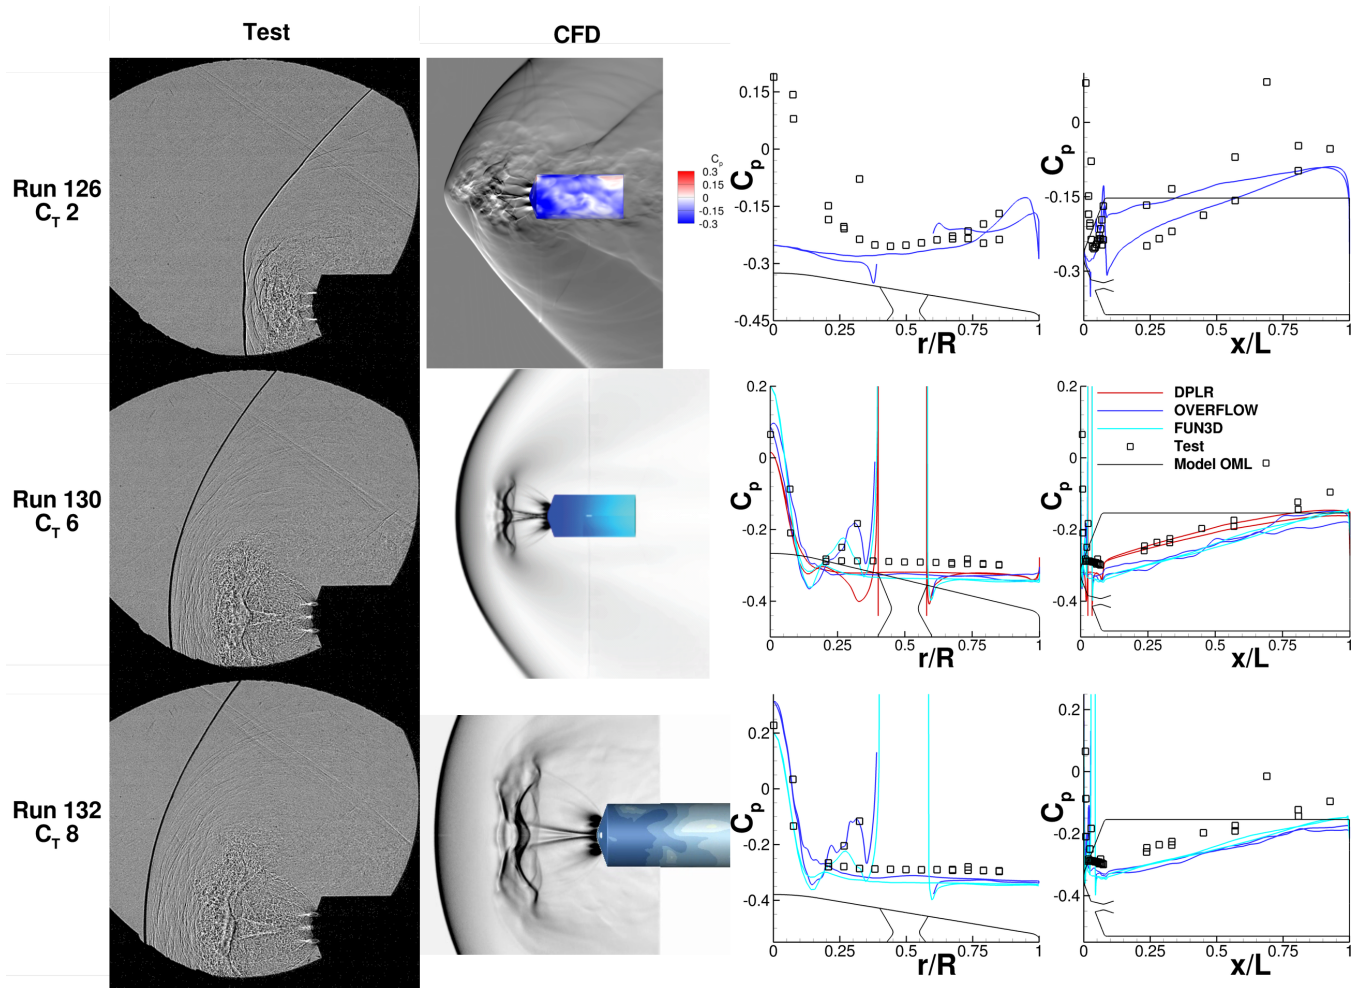 Test
CFD
Run 126
C_T 2
C_p
0.3
0.15
0
-0.15
-0.3
0.15
0
-0.15
-0.3
-0.45
C_p
0 0.25 0.5 0.75 1
r/R
0
-0.15
-0.3
C_p
0 0.25 0.5 0.75 1
x/L
Run 130
C_T 6
0.2
0
-0.2
-0.4
C_p
0 0.25 0.5 0.75 1
r/R
0.2
0
-0.2
-0.4
C_p
DPLR
OVERFLOW
FUN3D
Test
Model OML
0 0.25 0.5 0.75 1
x/L
Run 132
C_T 8
0.2
0
-0.2
-0.4
C_p
0 0.25 0.5 0.75 1
r/R
0.2
0
-0.2
-0.4
C_p
0 0.25 0.5 0.75 1
x/L